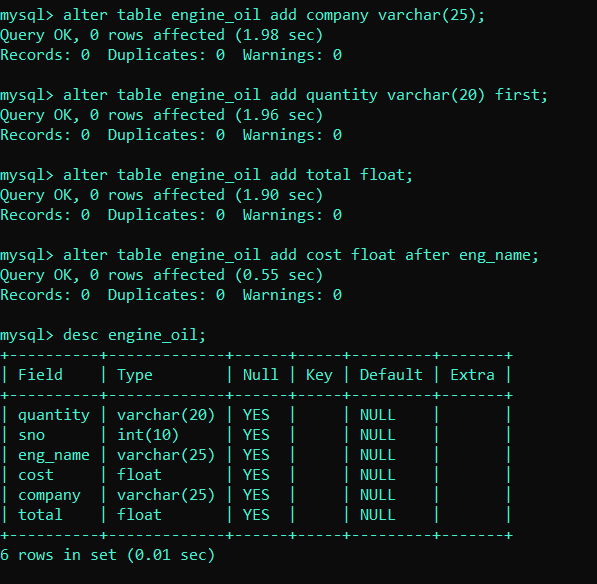 mysql> alter table engine_oil add company varchar(25);
Query OK, 0 rows affected (1.98 sec)
Records: 0  Duplicates: 0  Warnings: 0

mysql> alter table engine_oil add quantity varchar(20) first;
Query OK, 0 rows affected (1.96 sec)
Records: 0  Duplicates: 0  Warnings: 0

mysql> alter table engine_oil add total float;
Query OK, 0 rows affected (1.90 sec)
Records: 0  Duplicates: 0  Warnings: 0

mysql> alter table engine_oil add cost float after eng_name;
Query OK, 0 rows affected (0.55 sec)
Records: 0  Duplicates: 0  Warnings: 0

mysql> desc engine_oil;
+----------+-------------+------+-----+---------+-------+
| Field    | Type        | Null | Key | Default | Extra |
+----------+-------------+------+-----+---------+-------+
| quantity | varchar(20) | YES  |     | NULL    |       |
| sno      | int(10)     | YES  |     | NULL    |       |
| eng_name | varchar(25) | YES  |     | NULL    |       |
| cost     | float       | YES  |     | NULL    |       |
| company  | varchar(25) | YES  |     | NULL    |       |
| total    | float       | YES  |     | NULL    |       |
+----------+-------------+------+-----+---------+-------+
6 rows in set (0.01 sec)